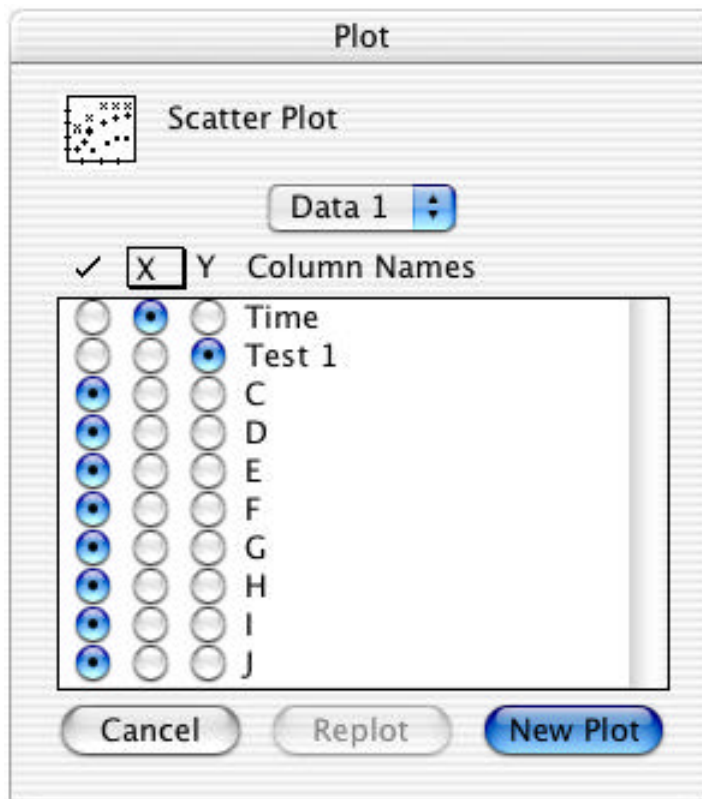 Plot
Scatter Plot
Data 1
✓ X Y Column Names
Time
Test 1
C
D
E
F
G
H
I
J
Cancel Replot New Plot